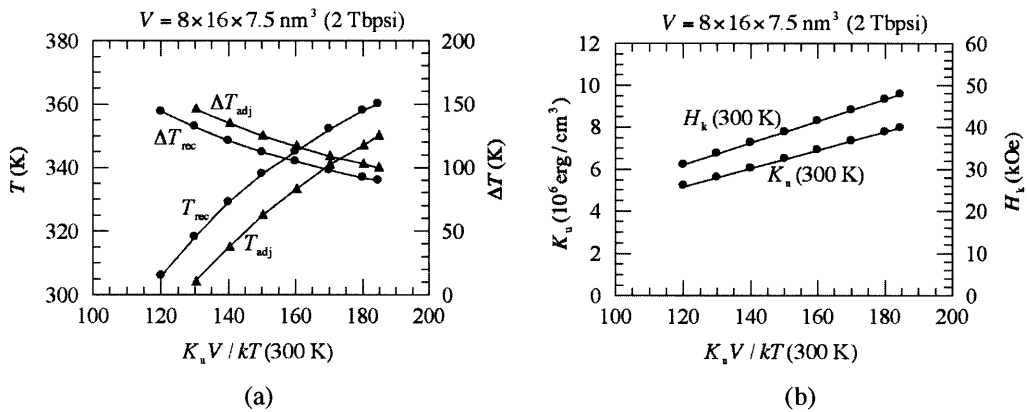 V = 8×16×7.5 nm³ (2 Tbpsi)
380
360
340
320
300
T (K)
200
150
100
50
0
ΔT (K)
ΔT_adj
ΔT_rec
T_rec
T_adj
100 120 140 160 180 200
K_u V / kT (300 K)
(a)
V = 8×16×7.5 nm³ (2 Tbpsi)
12
10
8
6
4
2
0
K_u (10⁶ erg / cm³)
60
50
40
30
20
10
0
H_k (kOe)
H_k (300 K)
K_u (300 K)
100 120 140 160 180 200
K_u V / kT (300 K)
(b)